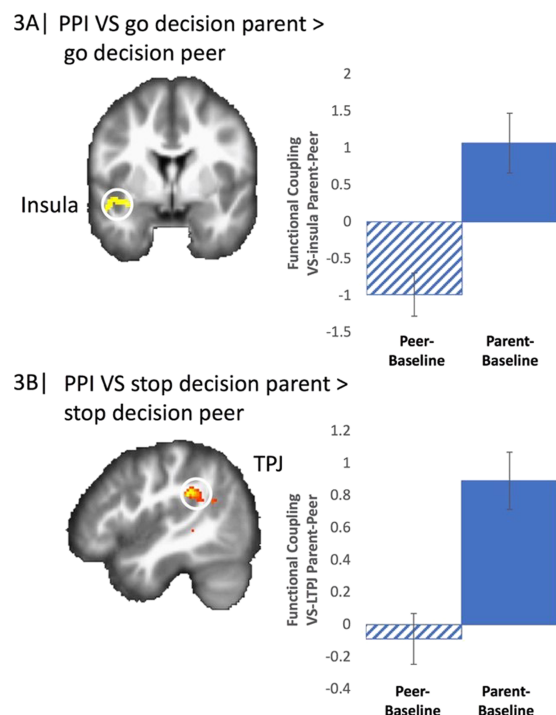 3A| PPI VS go decision parent >
go decision peer
Insula
Functional Coupling
VS-insula Parent-Peer
2
1.5
1
0.5
0
-0.5
-1
-1.5
Peer-
Baseline
Parent-
Baseline
3B| PPI VS stop decision parent >
stop decision peer
TPJ
Functional Coupling
VS-LTPJ Parent-Peer
1.2
1
0.8
0.6
0.4
0.2
0
-0.2
-0.4
Peer-
Baseline
Parent-
Baseline